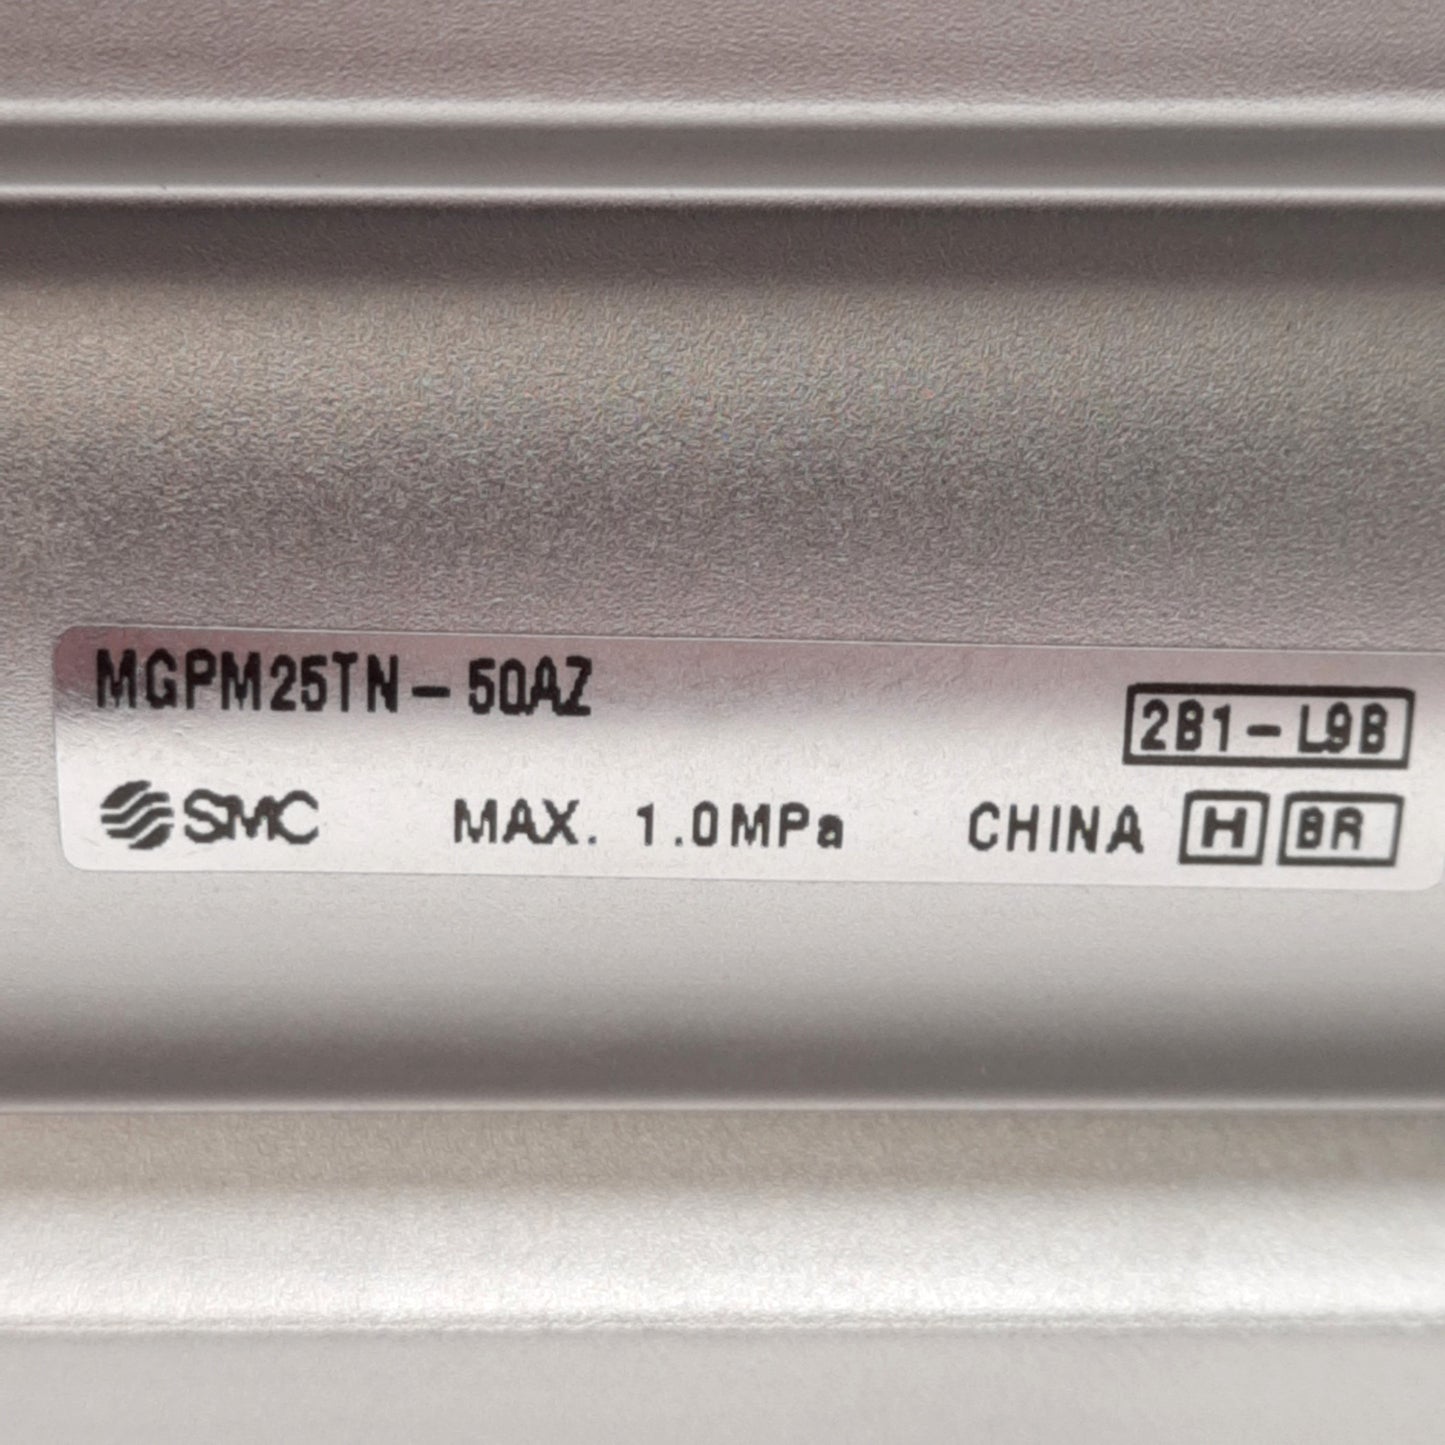 MGPM25TN-50AZ
2B1-L9B
SMC MAX. 1.0MPa CHINA H BR